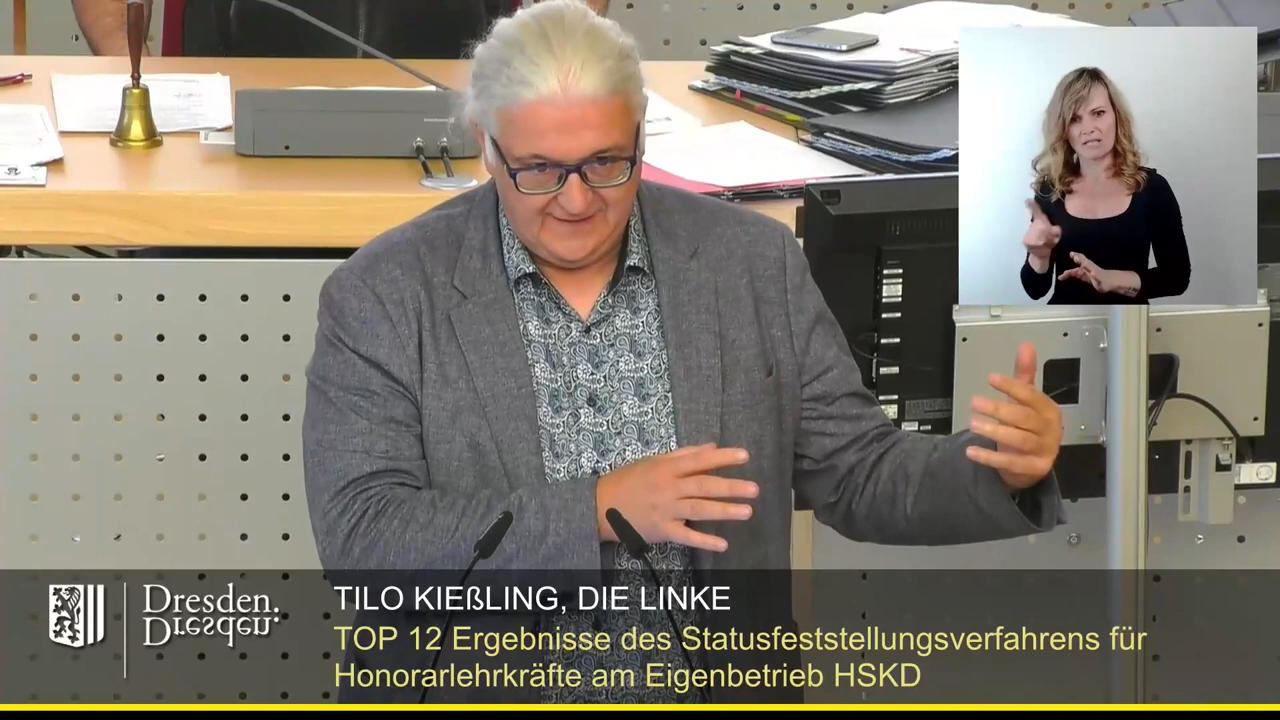 Dresden.
Dresden.
TILO KIEßLING, DIE LINKE
TOP 12 Ergebnisse des Statusfeststellungsverfahrens für
Honorarlehrkräfte am Eigenbetrieb HSKD